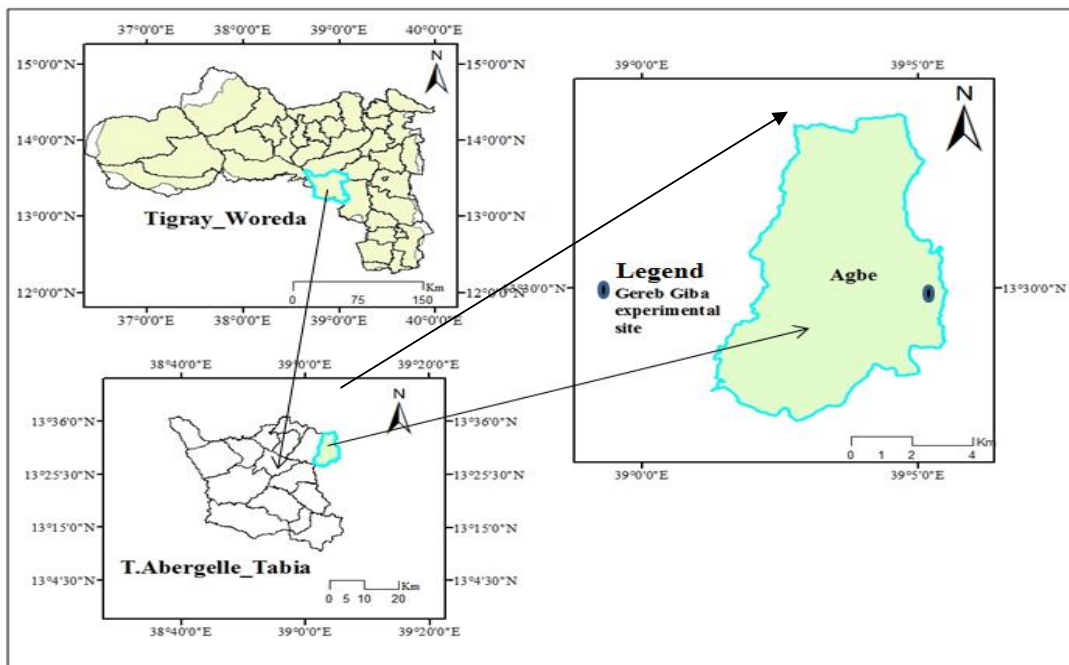 37°0'0"E 38°0'0"E 39°0'0"E 40°0'0"E
15°0'0"N 15°0'0"N
N
14°0'0"N 14°0'0"N
13°0'0"N 13°0'0"N
Tigray_Woreda
Km
0 75 150
12°0'0"N 12°0'0"N
37°0'0"E 38°0'0"E 39°0'0"E 40°0'0"E
38°40'0"E 39°0'0"E 39°20'0"E
N
13°36'0"N 13°36'0"N
13°25'30"N 13°25'30"N
13°15'0"N 13°15'0"N
T.Abergelle_Tabia
13°4'30"N 13°4'30"N
Km
0 5 10 20
38°40'0"E 39°0'0"E 39°20'0"E
39°0'0"E 39°5'0"E
N
Legend
Agbe
13°30'0"N 13°30'0"N
Gereb Giba
experimental
site
Km
0 1 2 4
39°0'0"E 39°5'0"E